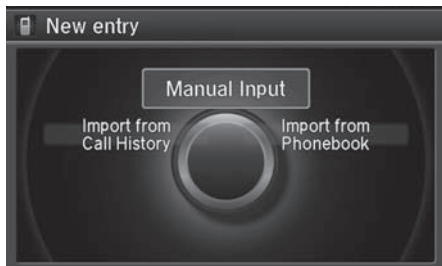 New entry
Manual Input
Import from
Call History
Import from
Phonebook